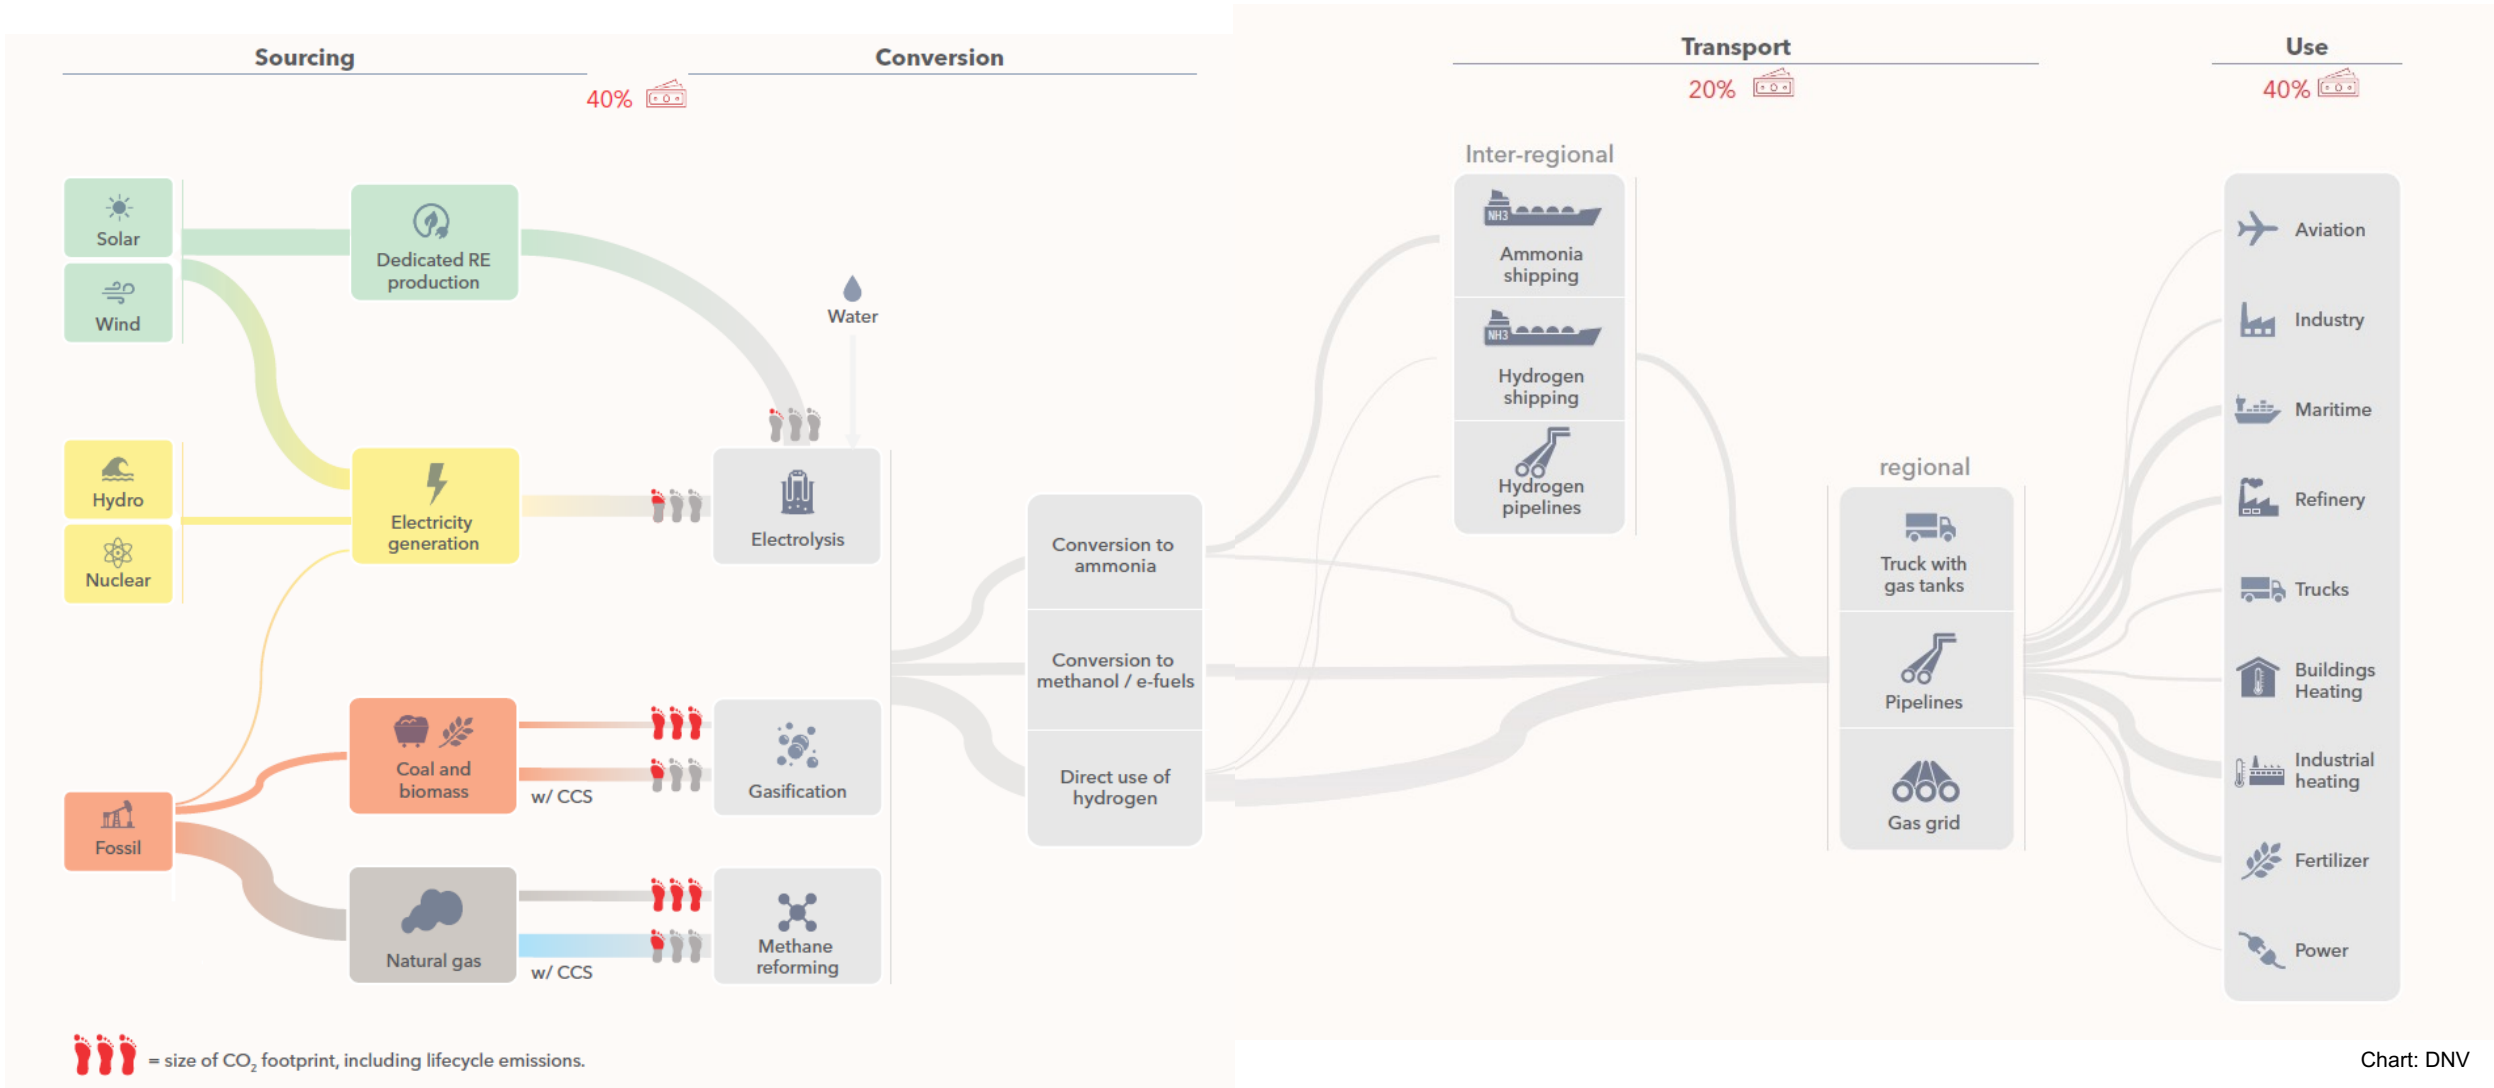 Sourcing
Conversion
Transport
Use
40%
20%
40%
Inter-regional
Solar
Wind
Dedicated RE
production
Water
Hydro
Nuclear
Electricity
generation
Electrolysis
Fossil
Coal and
biomass
w/ CCS
Gasification
Natural gas
w/ CCS
Methane
reforming
Conversion to
ammonia
Conversion to
methanol / e-fuels
Direct use of
hydrogen
NH3
Ammonia
shipping
NH3
Hydrogen
shipping
Hydrogen
pipelines
regional
Truck with
gas tanks
Pipelines
Gas grid
Aviation
Industry
Maritime
Refinery
Trucks
Buildings
Heating
Industrial
heating
Fertilizer
Power
= size of CO₂ footprint, including lifecycle emissions.
Chart: DNV